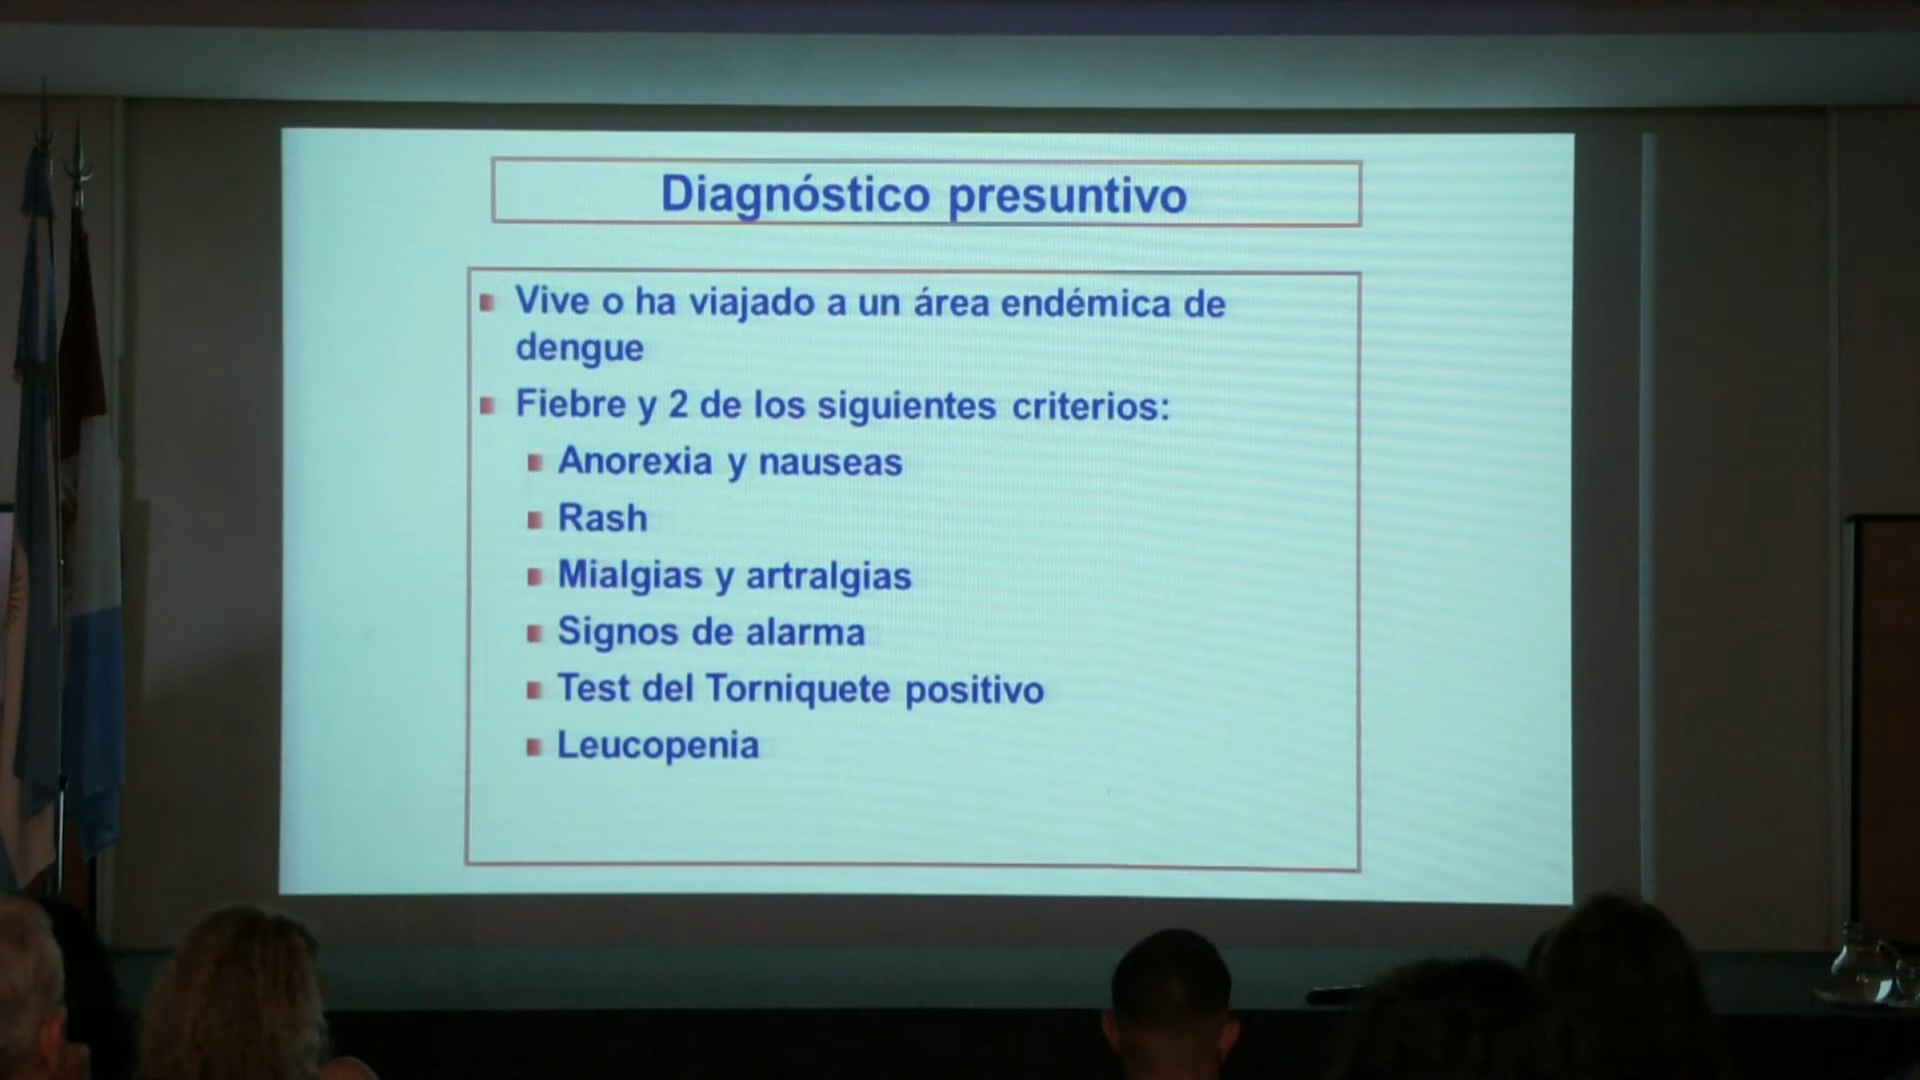 Diagnóstico presuntivo
Vive o ha viajado a un área endémica de
dengue
Fiebre y 2 de los siguientes criterios:
Anorexia y nauseas
Rash
Mialgias y artralgias
Signos de alarma
Test del Torniquete positivo
Leucopenia